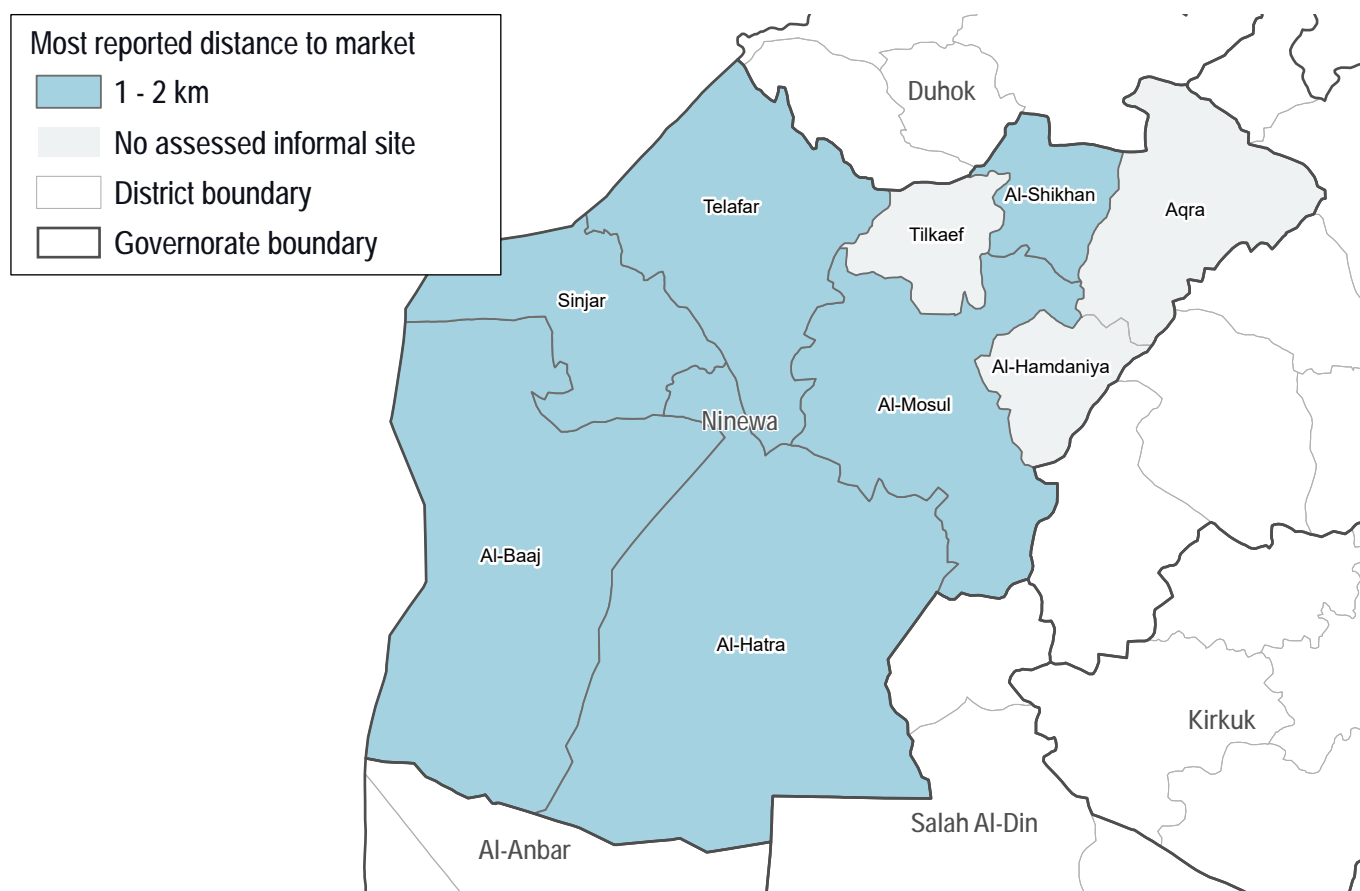 Most reported distance to market
1 - 2 km
No assessed informal site
District boundary
Governorate boundary
Duhok
Al-Shikhan
Telafar
Aqra
Tilkaef
Sinjar
Al-Hamdaniya
Al-Mosul
Ninewa
Al-Baaj
Al-Hatra
Kirkuk
Salah Al-Din
Al-Anbar